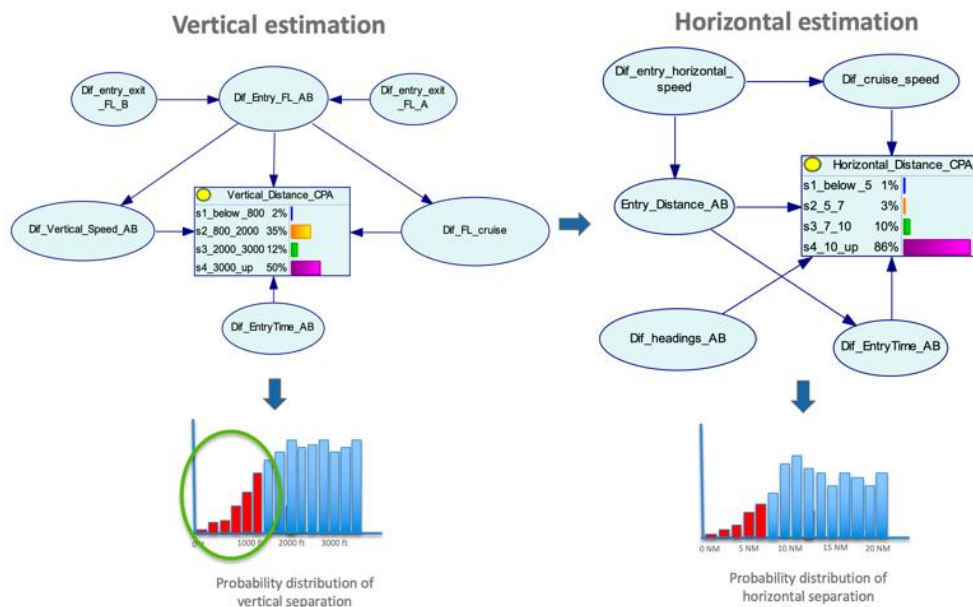 Vertical estimation
Dif_entry_exit
_FL_B
Dif_Entry_FL_AB
Dif_entry_exit
_FL_A
Vertical_Distance_CPA
s1_below_800 2%
s2_800_2000 35%
s3_2000_3000 12%
s4_3000_up 50%
Dif_Vertical_Speed_AB
Dif_FL_cruise
Dif_EntryTime_AB
1000 ft
2000 ft
3000 ft
Probability distribution of
vertical separation
Horizontal estimation
Dif_entry_horizontal_
speed
Dif_cruise_speed
Horizontal_Distance_CPA
s1_below_5 1%
s2_5_7 3%
s3_7_10 10%
s4_10_up 86%
Entry_Distance_AB
Dif_headings_AB
Dif_EntryTime_AB
0 NM
5 NM
10 NM
15 NM
20 NM
Probability distribution of
horizontal separation